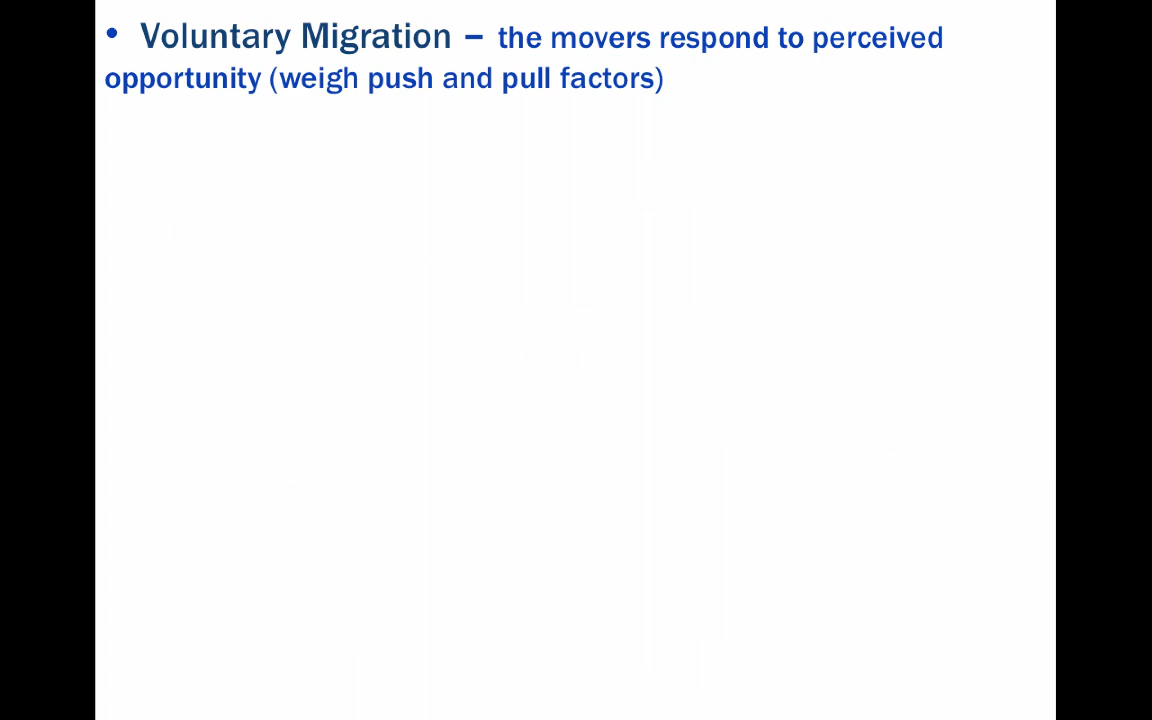 • Voluntary Migration – the movers respond to perceived
opportunity (weigh push and pull factors)